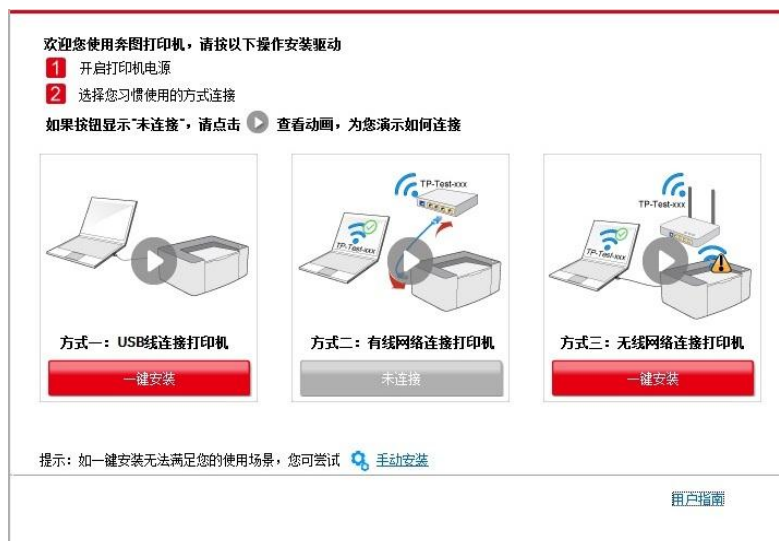 欢迎您使用奔图打印机，请按以下操作安装驱动
1 开启打印机电源
2 选择您习惯使用的方式连接
如果按钮显示“未连接”，请点击 查看动画，为您演示如何连接
TP-Test-xxx
TP-Test-xxx
TP-Test-xxx
TP-Test-xxx
方式一：USB线连接打印机
方式二：有线网络连接打印机
方式三：无线网络连接打印机
一键安装
未连接
一键安装
提示：如一键安装无法满足您的使用场景，您可尝试 手动安装
用户指南